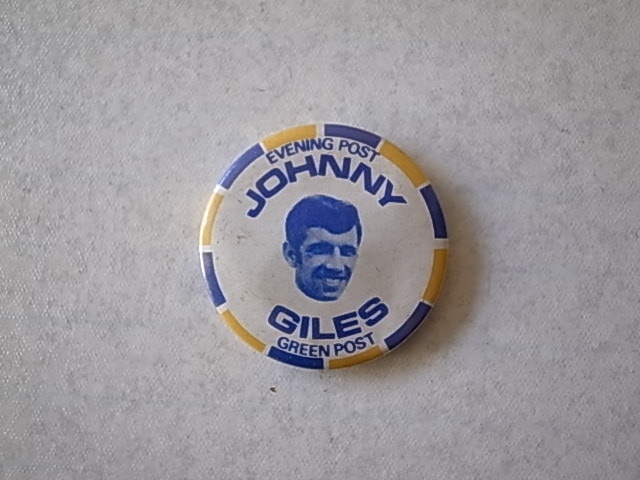 EVENING POST
JOHNNY
GILES
GREEN POST